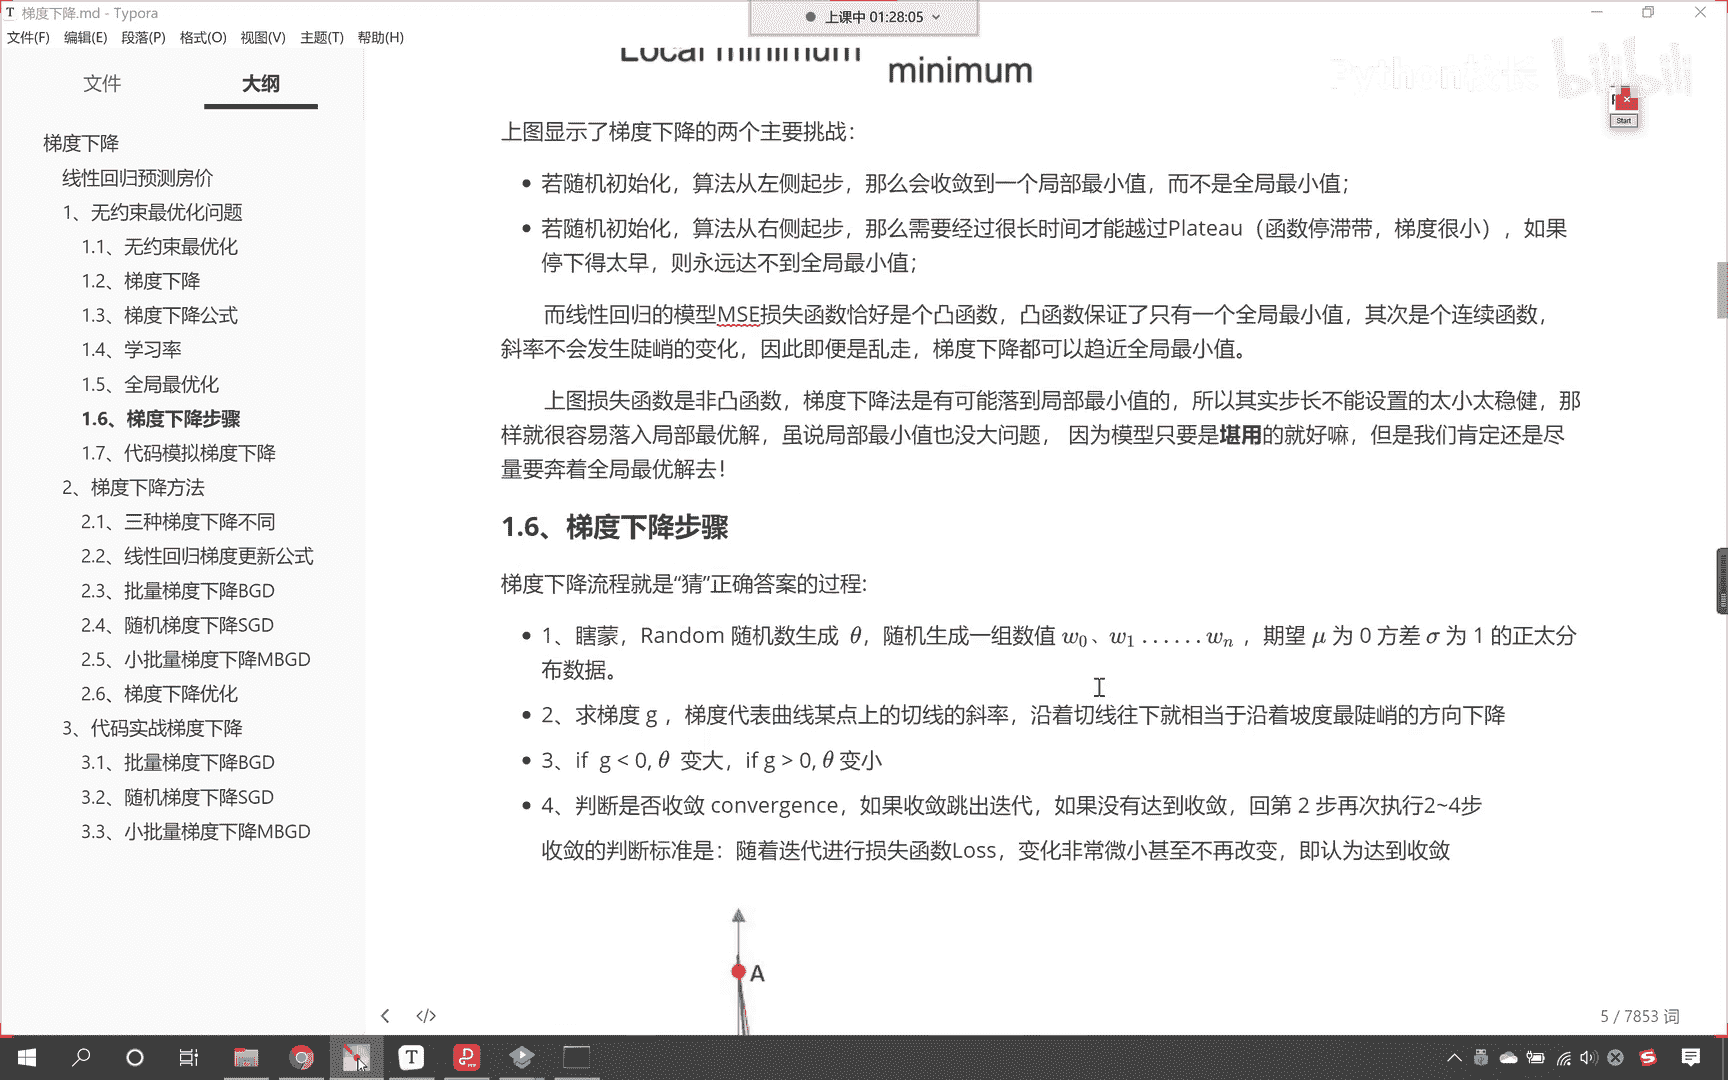 梯度下降.md - Typora
上课中 01:28:05
文件(F) 编辑(E) 段落(P) 格式(O) 视图(V) 主题(T) 帮助(H)
文件 大纲
梯度下降
线性回归预测房价
1、无约束最优化问题
1.1、无约束最优化
1.2、梯度下降
1.3、梯度下降公式
1.4、学习率
1.5、全局最优化
1.6、梯度下降步骤
1.7、代码模拟梯度下降
2、梯度下降方法
2.1、三种梯度下降不同
2.2、线性回归梯度更新公式
2.3、批量梯度下降BGD
2.4、随机梯度下降SGD
2.5、小批量梯度下降MBGD
2.6、梯度下降优化
3、代码实战梯度下降
3.1、批量梯度下降BGD
3.2、随机梯度下降SGD
3.3、小批量梯度下降MBGD
Local minimum
minimum
bilibili
Start
上图显示了梯度下降的两个主要挑战：
若随机初始化，算法从左侧起步，那么会收敛到一个局部最小值，而不是全局最小值；
若随机初始化，算法从右侧起步，那么需要经过很长时间才能越过Plateau（函数停滞带，梯度很小），如果
停下得太早，则永远达不到全局最小值；
而线性回归的模型MSE损失函数恰好是个凸函数，凸函数保证了只有一个全局最小值，其次是个连续函数，
斜率不会发生陡峭的变化，因此即便是乱走，梯度下降都可以趋近全局最小值。
上图损失函数是非凸函数，梯度下降法是有可能落到局部最小值的，所以其实步长不能设置的太小太稳健，那
样就很容易落入局部最优解，虽说局部最小值也没大问题， 因为模型只要是堪用的就好嘛，但是我们肯定还是尽
量要奔着全局最优解去！
1.6、梯度下降步骤
梯度下降流程就是“猜”正确答案的过程:
1、瞎蒙，Random 随机数生成 θ，随机生成一组数值 w₀、w₁ ......wₙ ，期望 μ 为 0 方差 σ 为 1 的正太分
布数据。
2、求梯度 g ，梯度代表曲线某点上的切线的斜率，沿着切线往下就相当于沿着坡度最陡峭的方向下降
3、if g < 0, θ 变大，if g > 0, θ 变小
4、判断是否收敛 convergence，如果收敛跳出迭代，如果没有达到收敛，回第 2 步再次执行2~4步
收敛的判断标准是：随着迭代进行损失函数Loss，变化非常微小甚至不再改变，即认为达到收敛
A
5 / 7853 词